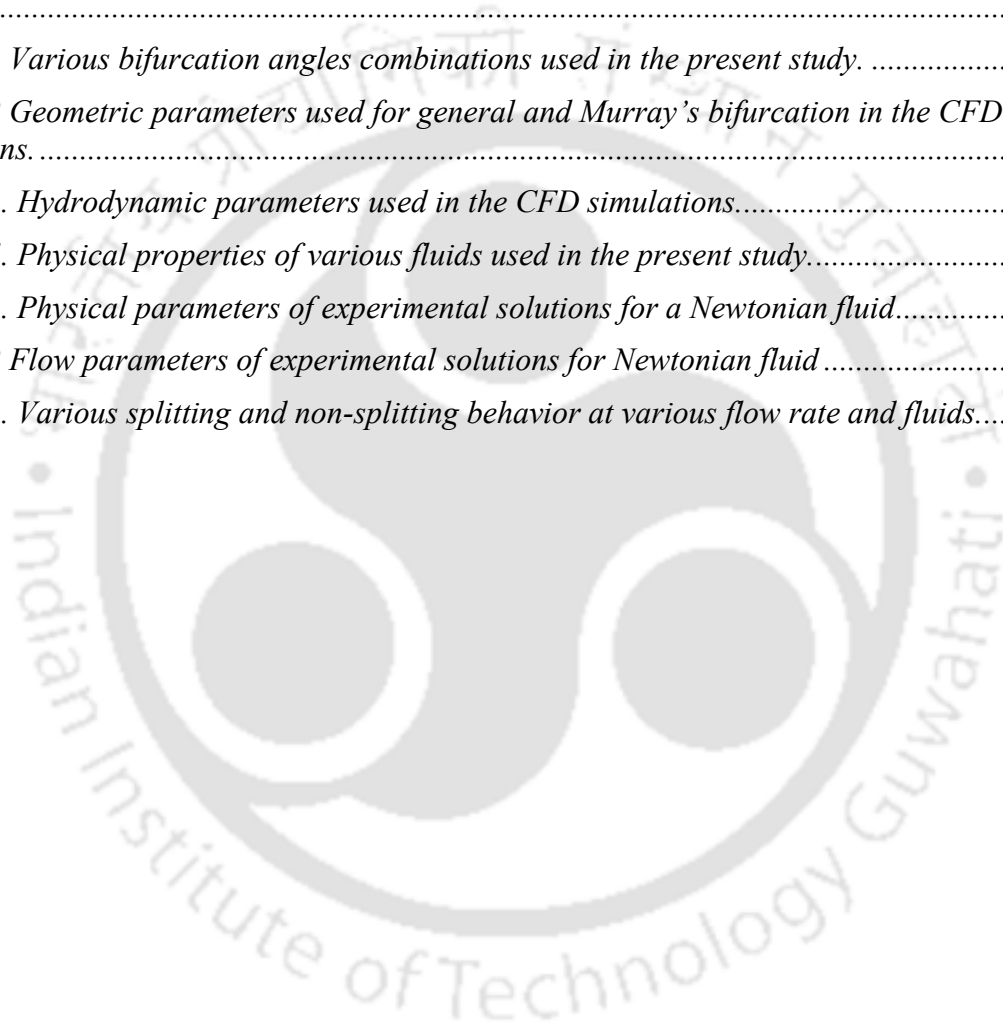 ................................................................................................
Various bifurcation angles combinations used in the present study. .................
Geometric parameters used for general and Murray's bifurcation in the CFD
ns. ................................................................................................
. Hydrodynamic parameters used in the CFD simulations.................................
. Physical properties of various fluids used in the present study.........................
. Physical parameters of experimental solutions for a Newtonian fluid..............
Flow parameters of experimental solutions for Newtonian fluid .......................
. Various splitting and non-splitting behavior at various flow rate and fluids....
Indian Institute of Technology Guwahati